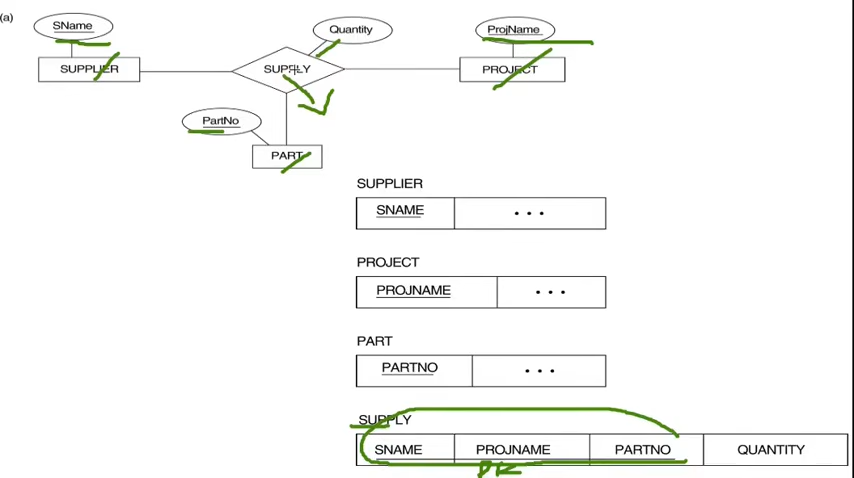 (a)
SName
Quantity
ProjName
SUPPLIER
SUPPLY
PROJECT
PartNo
PART
SUPPLIER
SNAME ...
PROJECT
PROJNAME ...
PART
PARTNO ...
SUPPLY
SNAME PROJNAME PARTNO QUANTITY
PK